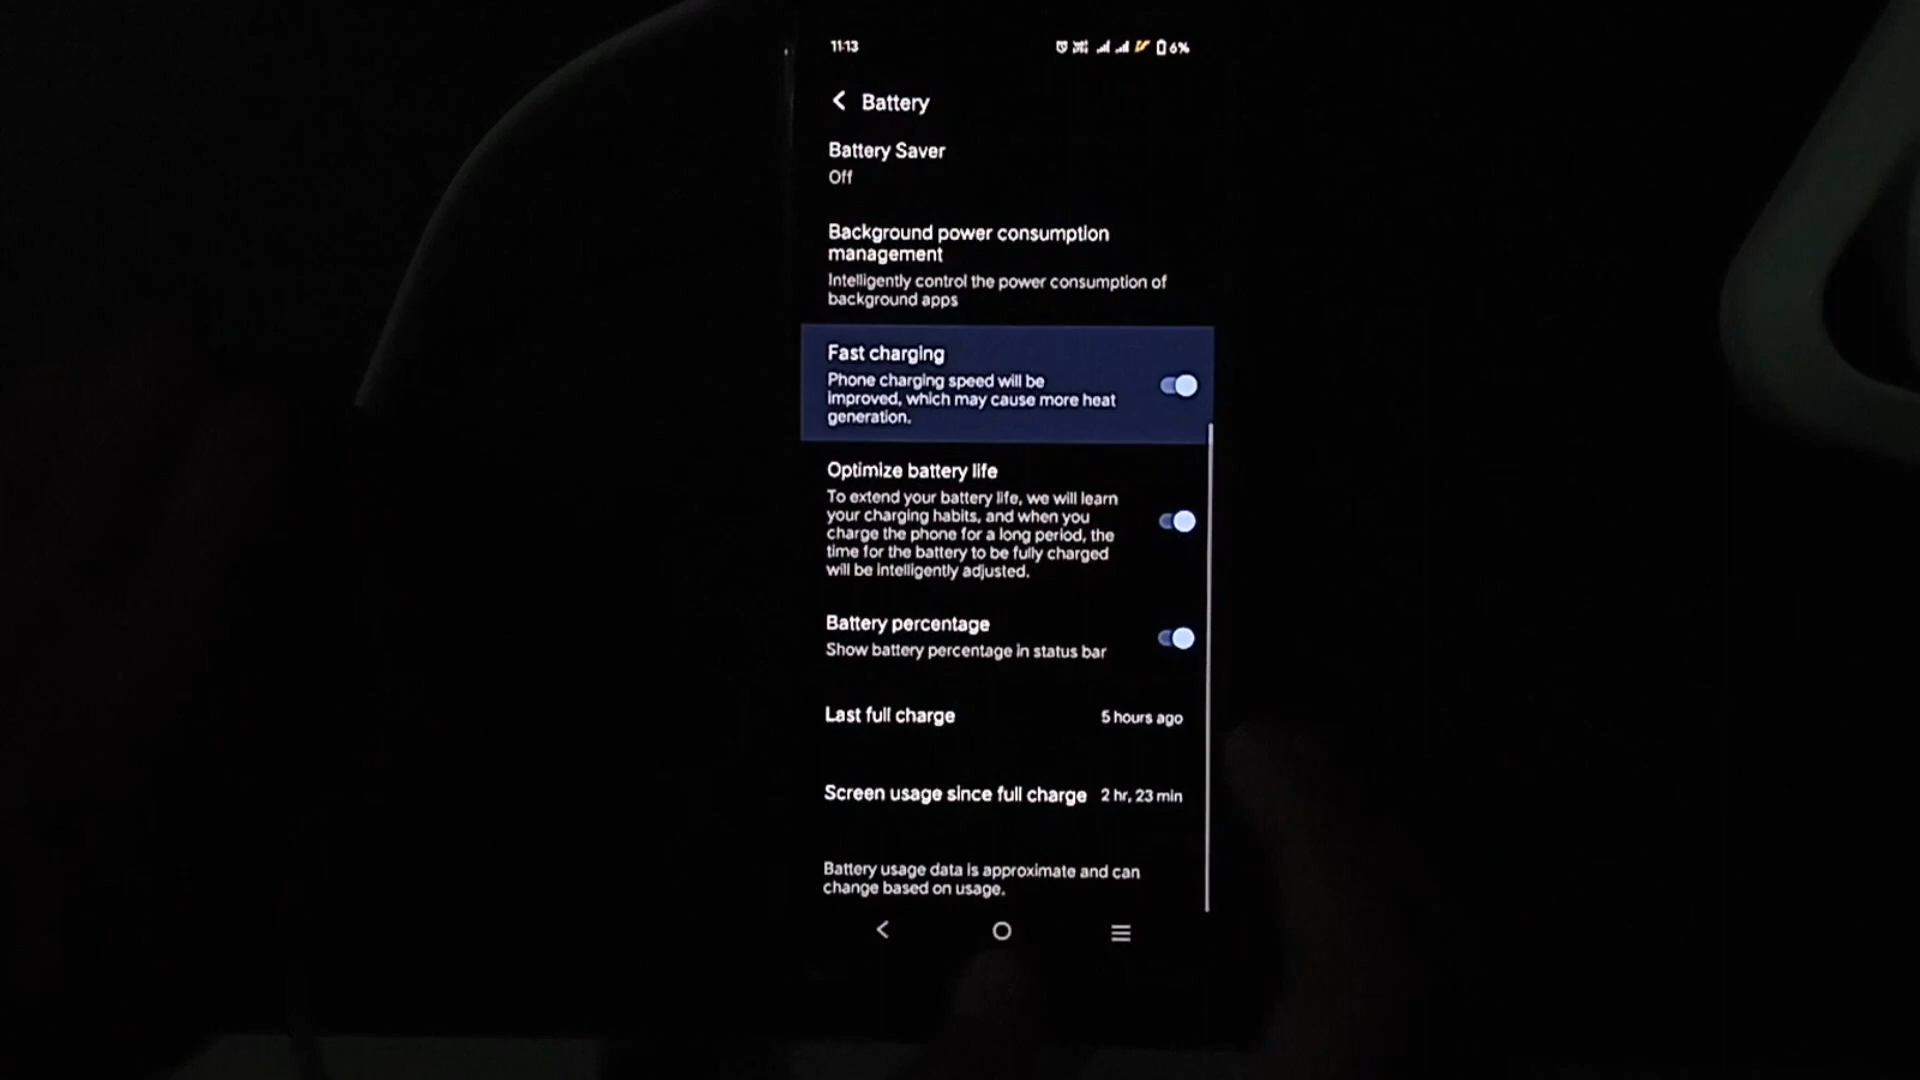 11:13
6%
Battery
Battery Saver
Off
Background power consumption
management
Intelligently control the power consumption of
background apps
Fast charging
Phone charging speed will be
improved, which may cause more heat
generation.
Optimize battery life
To extend your battery life, we will learn
your charging habits, and when you
charge the phone for a long period, the
time for the battery to be fully charged
will be intelligently adjusted.
Battery percentage
Show battery percentage in status bar
Last full charge 5 hours ago
Screen usage since full charge 2 hr, 23 min
Battery usage data is approximate and can
change based on usage.